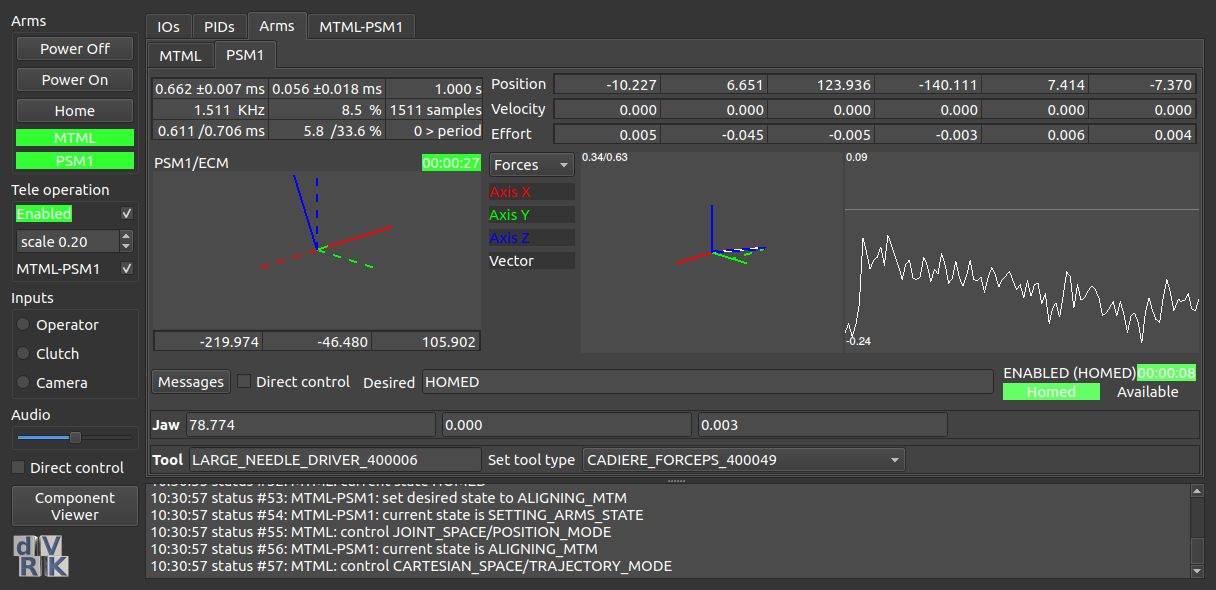 Arms
Power Off
Power On
Home
MTML
PSM1
Tele operation
Enabled
scale 0.20
MTML-PSM1
Inputs
Operator
Clutch
Camera
Audio
Direct control
Component
Viewer
dV
RK
IOs PIDs Arms MTML-PSM1
MTML PSM1
0.662 ±0.007 ms 0.056 ±0.018 ms 1.000 s
1.511 KHz 8.5 % 1511 samples
0.611 /0.706 ms 5.8 /33.6 % 0 > period
Position -10.227 6.651 123.936 -140.111 7.414 -7.370
Velocity 0.000 0.000 0.000 0.000 0.000 0.000
Effort 0.005 -0.045 -0.005 -0.003 0.006 0.004
PSM1/ECM 00:00:27
-219.974 -46.480 105.902
Forces
Axis X
Axis Y
Axis Z
Vector
0.34/0.63
0.09
-0.24
Messages Direct control Desired HOMED
ENABLED (HOMED) 00:00:08
Homed Available
Jaw 78.774 0.000 0.003
Tool LARGE_NEEDLE_DRIVER_400006 Set tool type CADIERE_FORCEPS_400049
10:30:57 status #53: MTML-PSM1: set desired state to ALIGNING_MTM
10:30:57 status #54: MTML-PSM1: current state is SETTING_ARMS_STATE
10:30:57 status #55: MTML: control JOINT_SPACE/POSITION_MODE
10:30:57 status #56: MTML-PSM1: current state is ALIGNING_MTM
10:30:57 status #57: MTML: control CARTESIAN_SPACE/TRAJECTORY_MODE